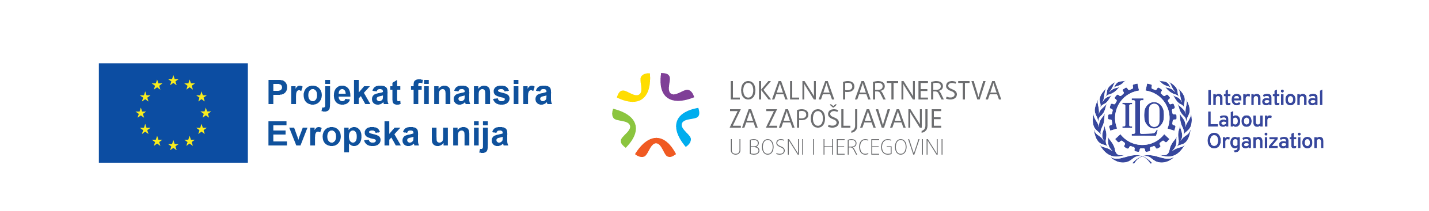 Projekat finansira
Evropska unija
LOKALNA PARTNERSTVA
ZA ZAPOŠLJAVANJE
U BOSNI I HERCEGOVINI
ILO
International
Labour
Organization